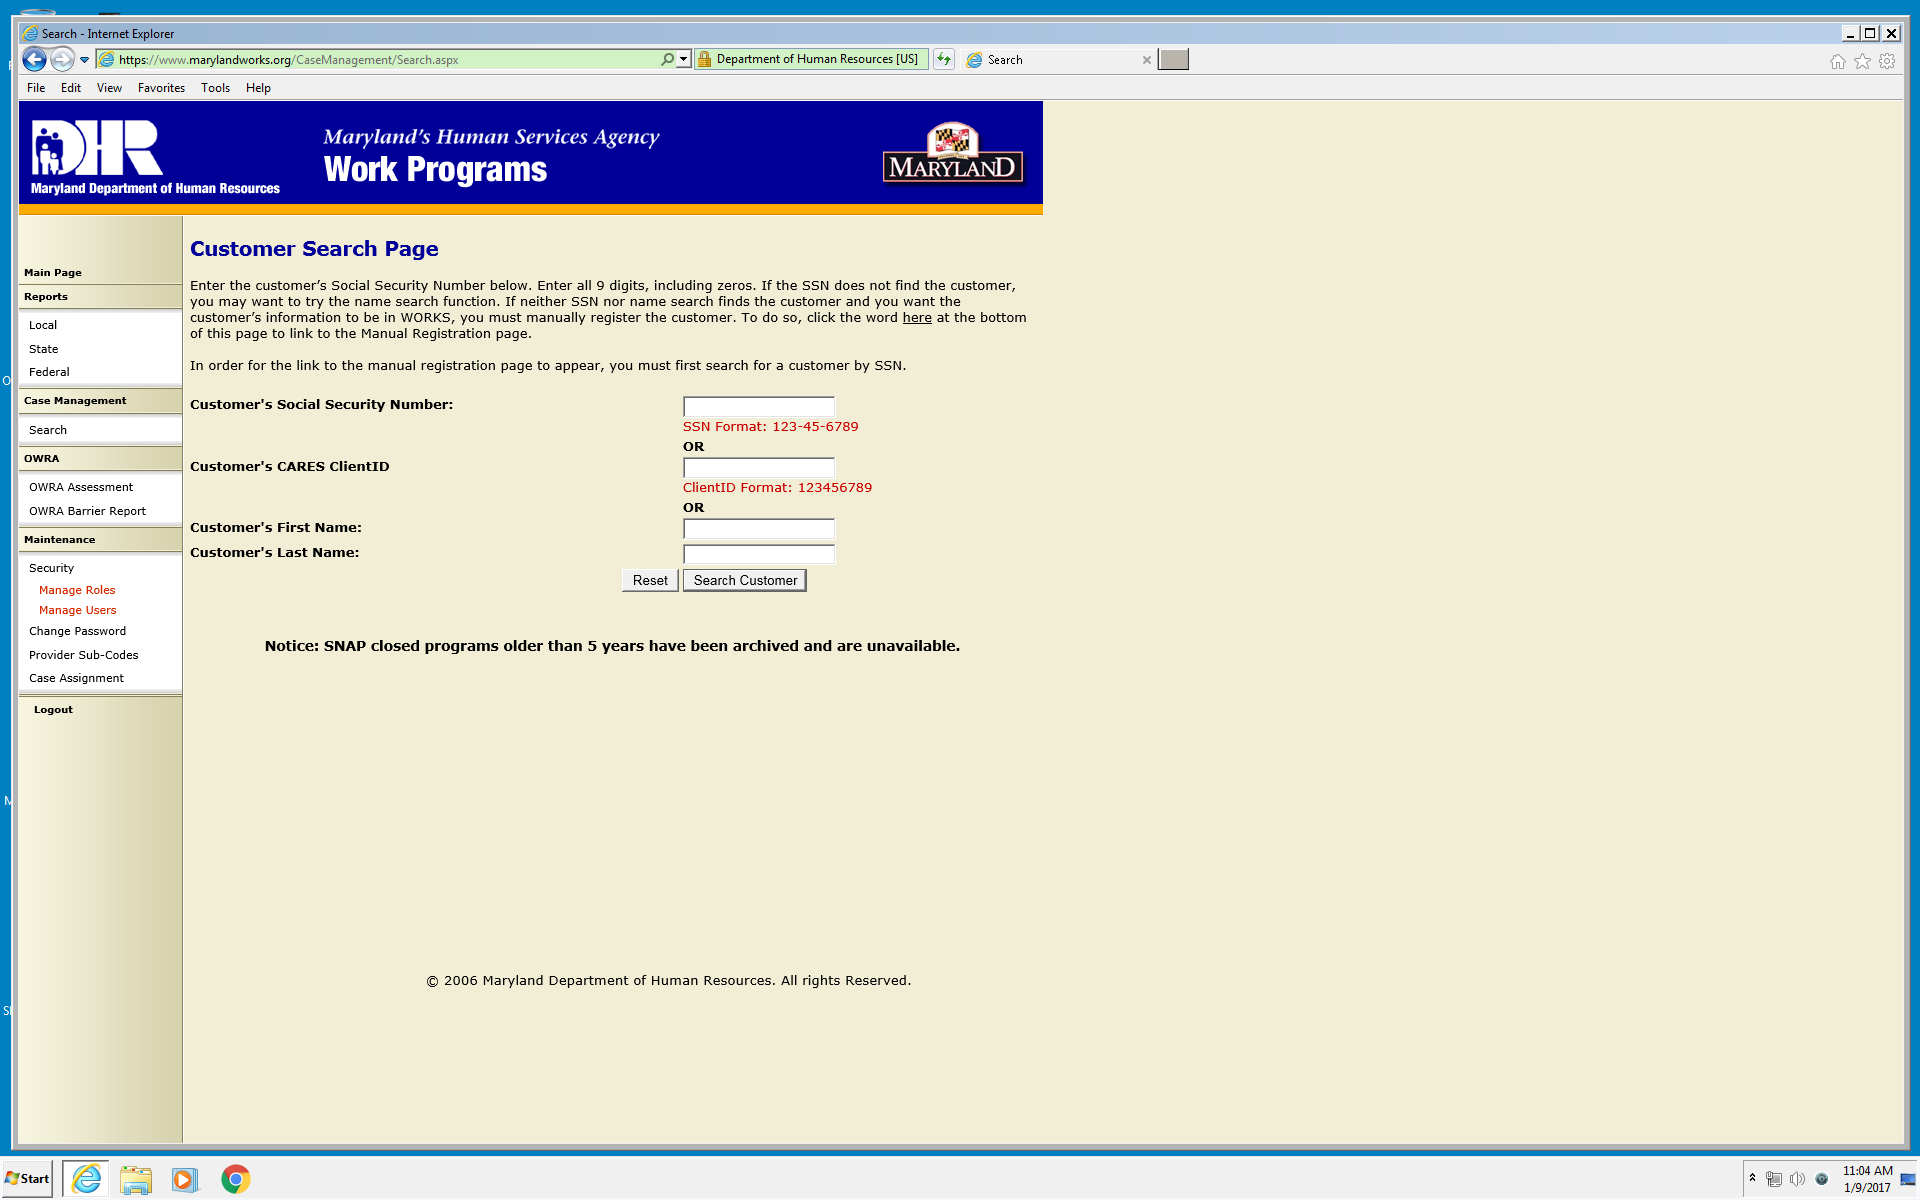 Search - Internet Explorer
https://www.marylandworks.org/CaseManagement/Search.aspx
Department of Human Resources [US]
Search
File Edit View Favorites Tools Help
DHR
Maryland Department of Human Resources
Maryland's Human Services Agency
Work Programs
MARYLAND
Main Page
Reports
Local
State
Federal
Case Management
Search
OWRA
OWRA Assessment
OWRA Barrier Report
Maintenance
Security
Manage Roles
Manage Users
Change Password
Provider Sub-Codes
Case Assignment
Logout
Customer Search Page
Enter the customer’s Social Security Number below. Enter all 9 digits, including zeros. If the SSN does not find the customer,
you may want to try the name search function. If neither SSN nor name search finds the customer and you want the
customer’s information to be in WORKS, you must manually register the customer. To do so, click the word here at the bottom
of this page to link to the Manual Registration page.
In order for the link to the manual registration page to appear, you must first search for a customer by SSN.
Customer's Social Security Number:
SSN Format: 123-45-6789
OR
Customer's CARES ClientID
ClientID Format: 123456789
OR
Customer's First Name:
Customer's Last Name:
Reset Search Customer
Notice: SNAP closed programs older than 5 years have been archived and are unavailable.
© 2006 Maryland Department of Human Resources. All rights Reserved.
Start
11:04 AM
1/9/2017